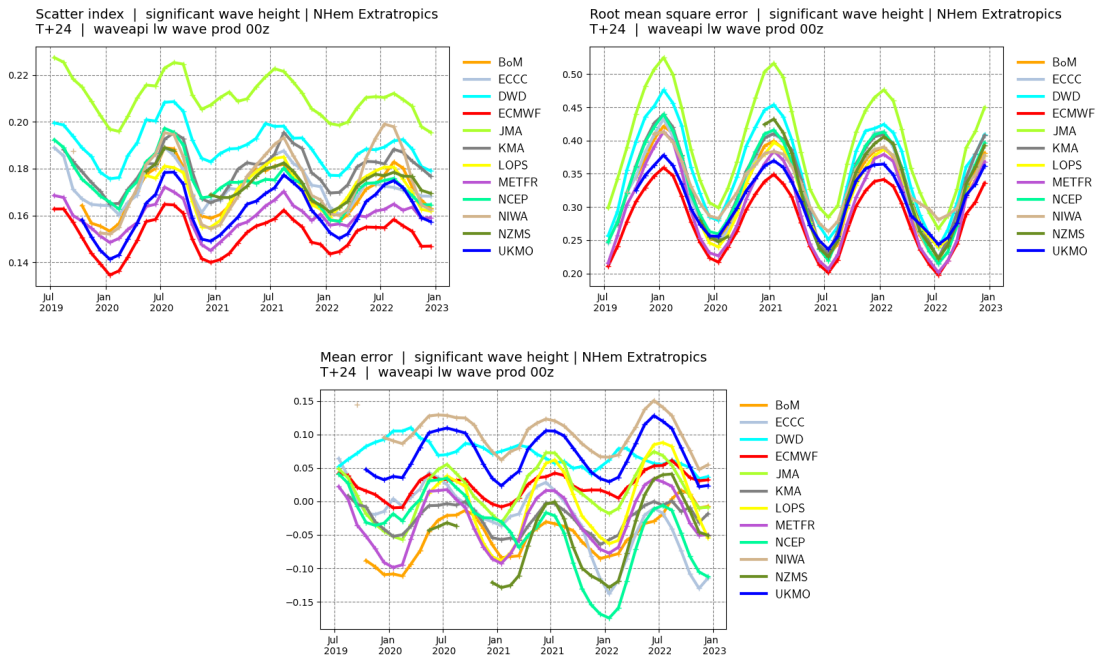 Scatter index | significant wave height | NHem Extratropics
T+24 | waveapi lw wave prod 00z
0.22
0.20
0.18
0.16
0.14
Jul 2019
Jan 2020
Jul 2020
Jan 2021
Jul 2021
Jan 2022
Jul 2022
Jan 2023
BoM
ECCC
DWD
ECMWF
JMA
KMA
LOPS
METFR
NCEP
NIWA
NZMS
UKMO
Root mean square error | significant wave height | NHem Extratropics
T+24 | waveapi lw wave prod 00z
0.50
0.45
0.40
0.35
0.30
0.25
0.20
Jul 2019
Jan 2020
Jul 2020
Jan 2021
Jul 2021
Jan 2022
Jul 2022
Jan 2023
BoM
ECCC
DWD
ECMWF
JMA
KMA
LOPS
METFR
NCEP
NIWA
NZMS
UKMO
Mean error | significant wave height | NHem Extratropics
T+24 | waveapi lw wave prod 00z
0.15
0.10
0.05
0.00
−0.05
−0.10
−0.15
Jul 2019
Jan 2020
Jul 2020
Jan 2021
Jul 2021
Jan 2022
Jul 2022
Jan 2023
BoM
ECCC
DWD
ECMWF
JMA
KMA
LOPS
METFR
NCEP
NIWA
NZMS
UKMO